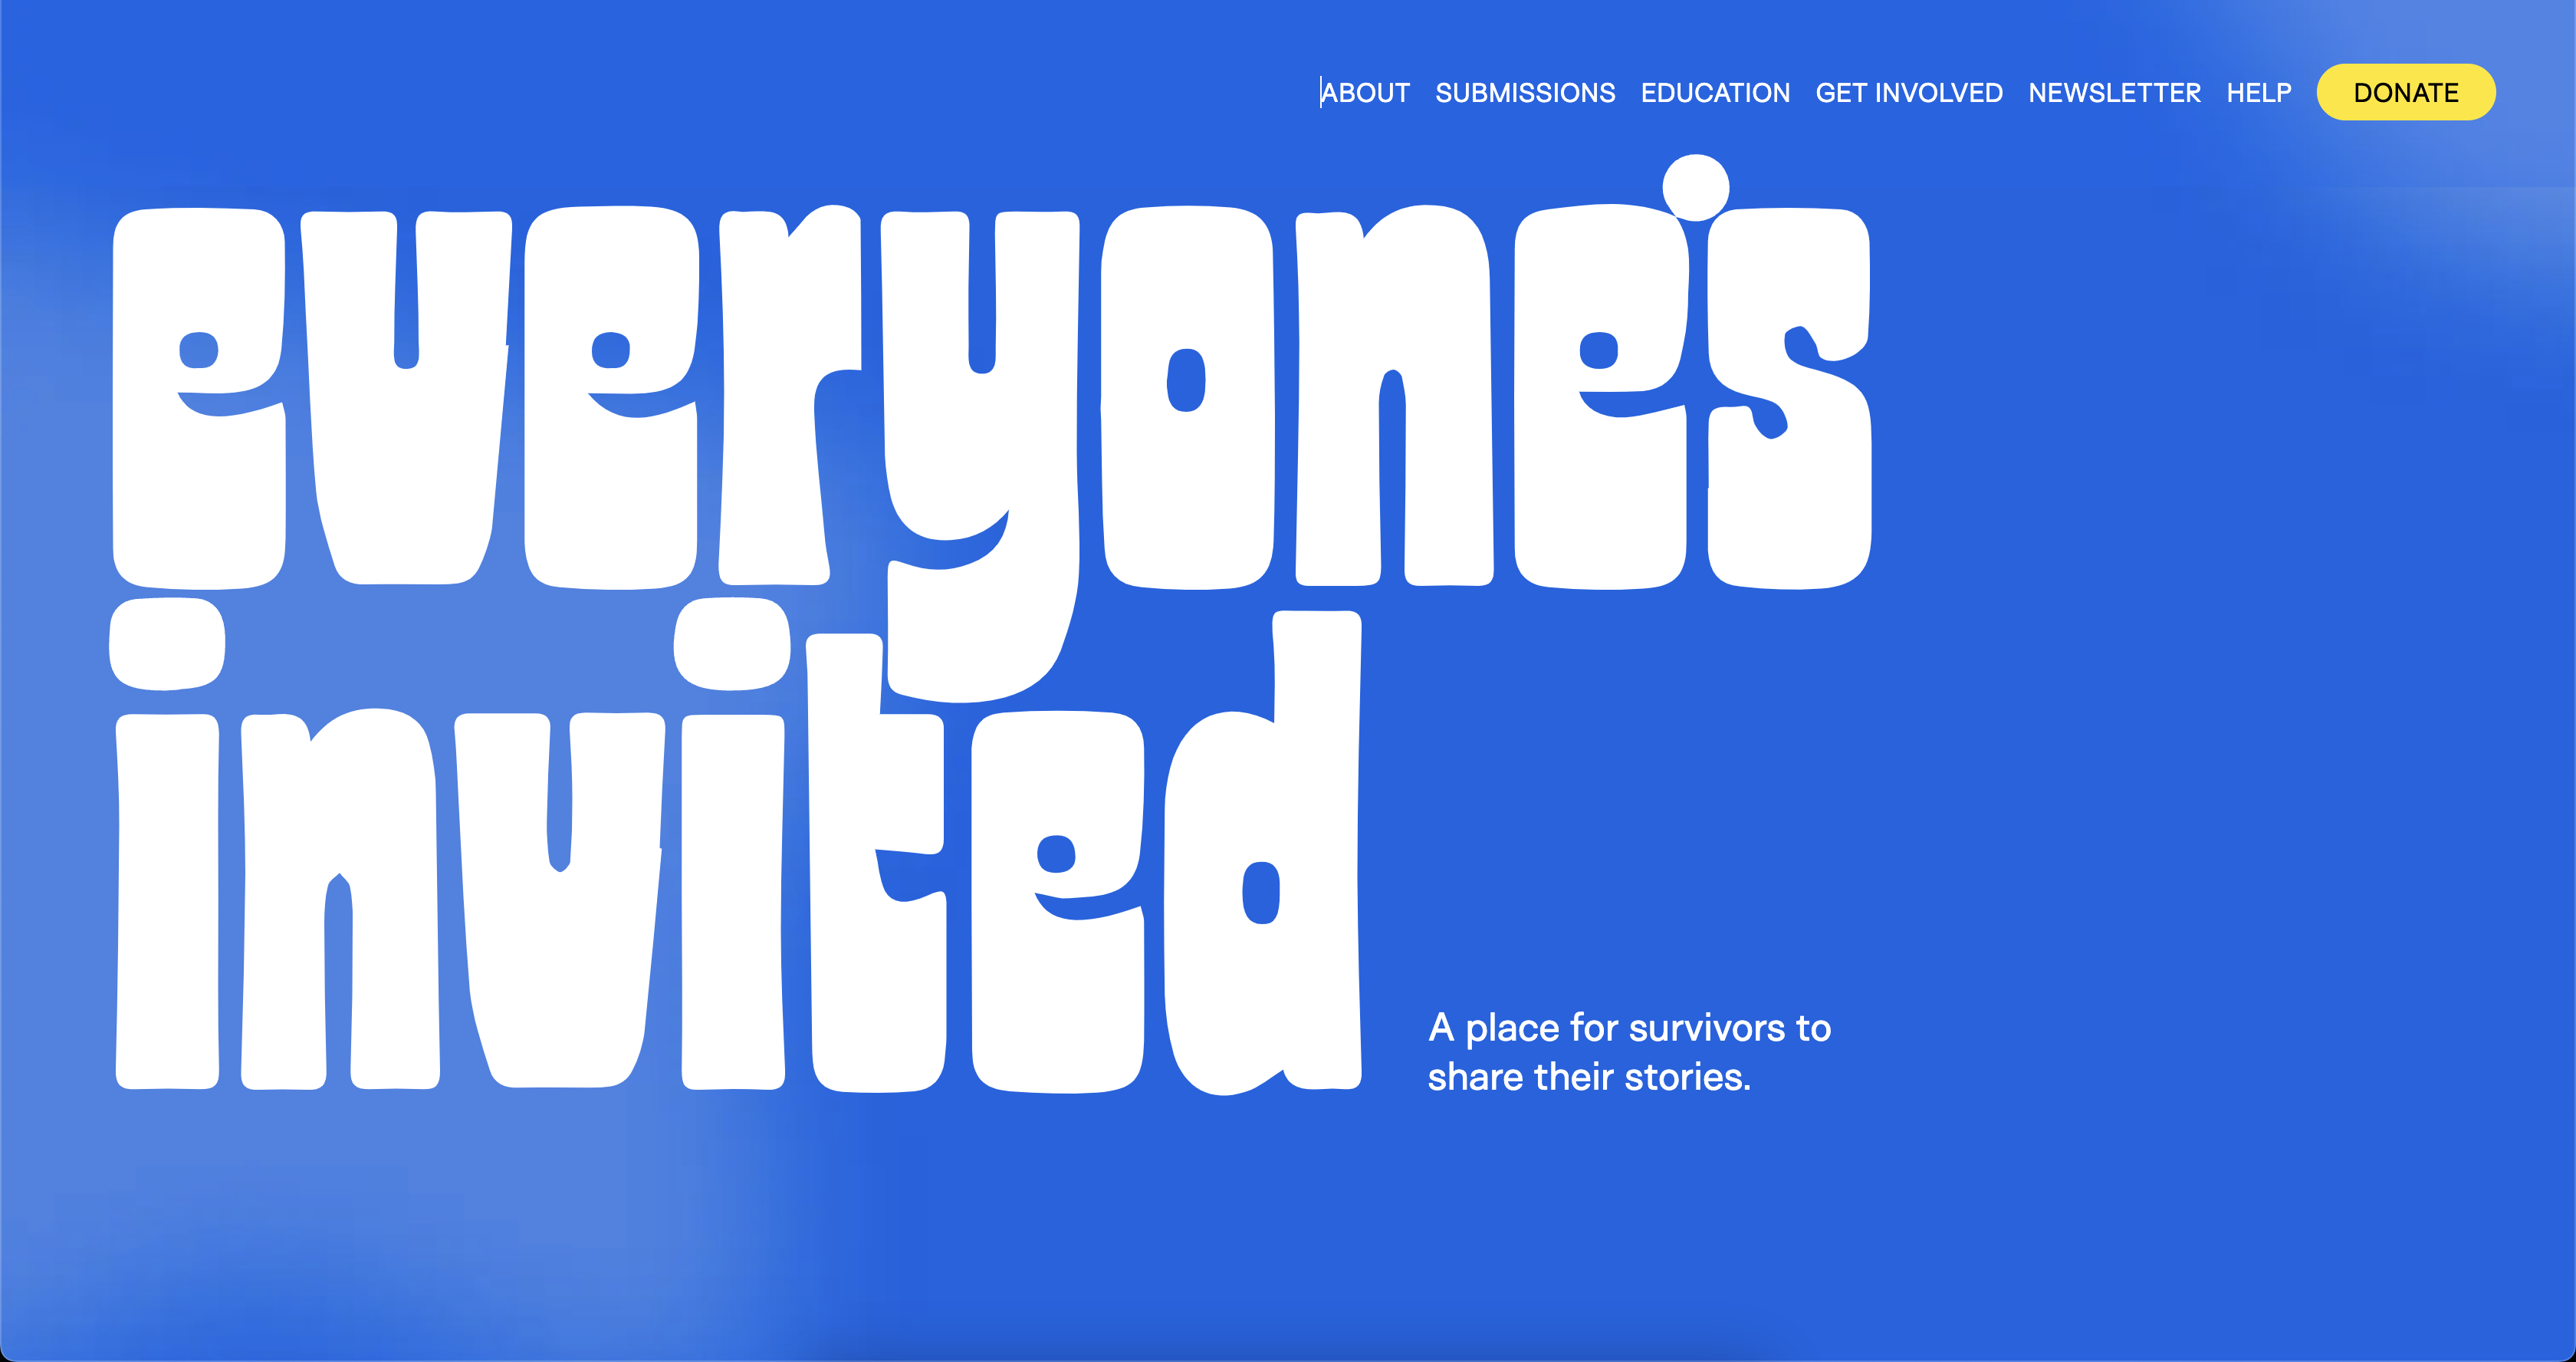 ABOUT SUBMISSIONS EDUCATION GET INVOLVED NEWSLETTER HELP DONATE
everyone's
invited
A place for survivors to
share their stories.